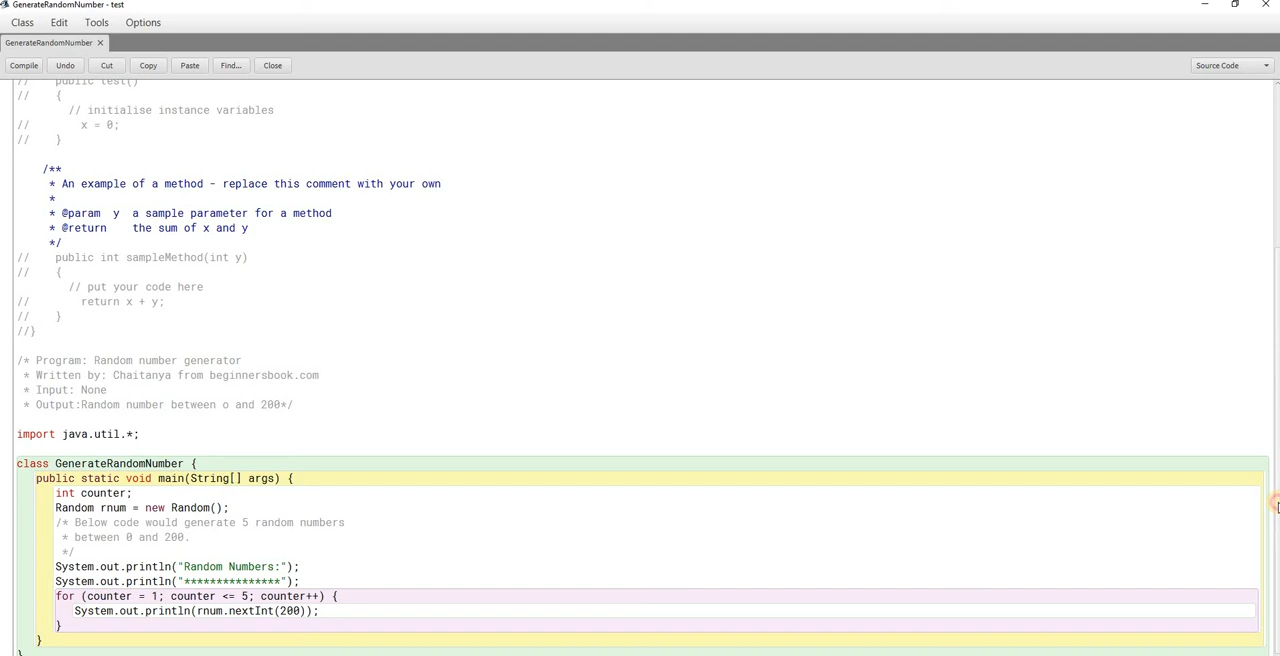 GenerateRandomNumber - test
Class Edit Tools Options
GenerateRandomNumber ×
Compile Undo Cut Copy Paste Find... Close Source Code
// public test()
// {
// initialise instance variables
// x = 0;
// }
/**
* An example of a method - replace this comment with your own
*
* @param y a sample parameter for a method
* @return the sum of x and y
*/
// public int sampleMethod(int y)
// {
// put your code here
// return x + y;
// }
//}
/* Program: Random number generator
* Written by: Chaitanya from beginnersbook.com
* Input: None
* Output:Random number between o and 200*/
import java.util.*;
class GenerateRandomNumber {
public static void main(String[] args) {
int counter;
Random rnum = new Random();
/* Below code would generate 5 random numbers
* between 0 and 200.
*/
System.out.println("Random Numbers:");
System.out.println("***************");
for (counter = 1; counter <= 5; counter++) {
System.out.println(rnum.nextInt(200));
}
}
}